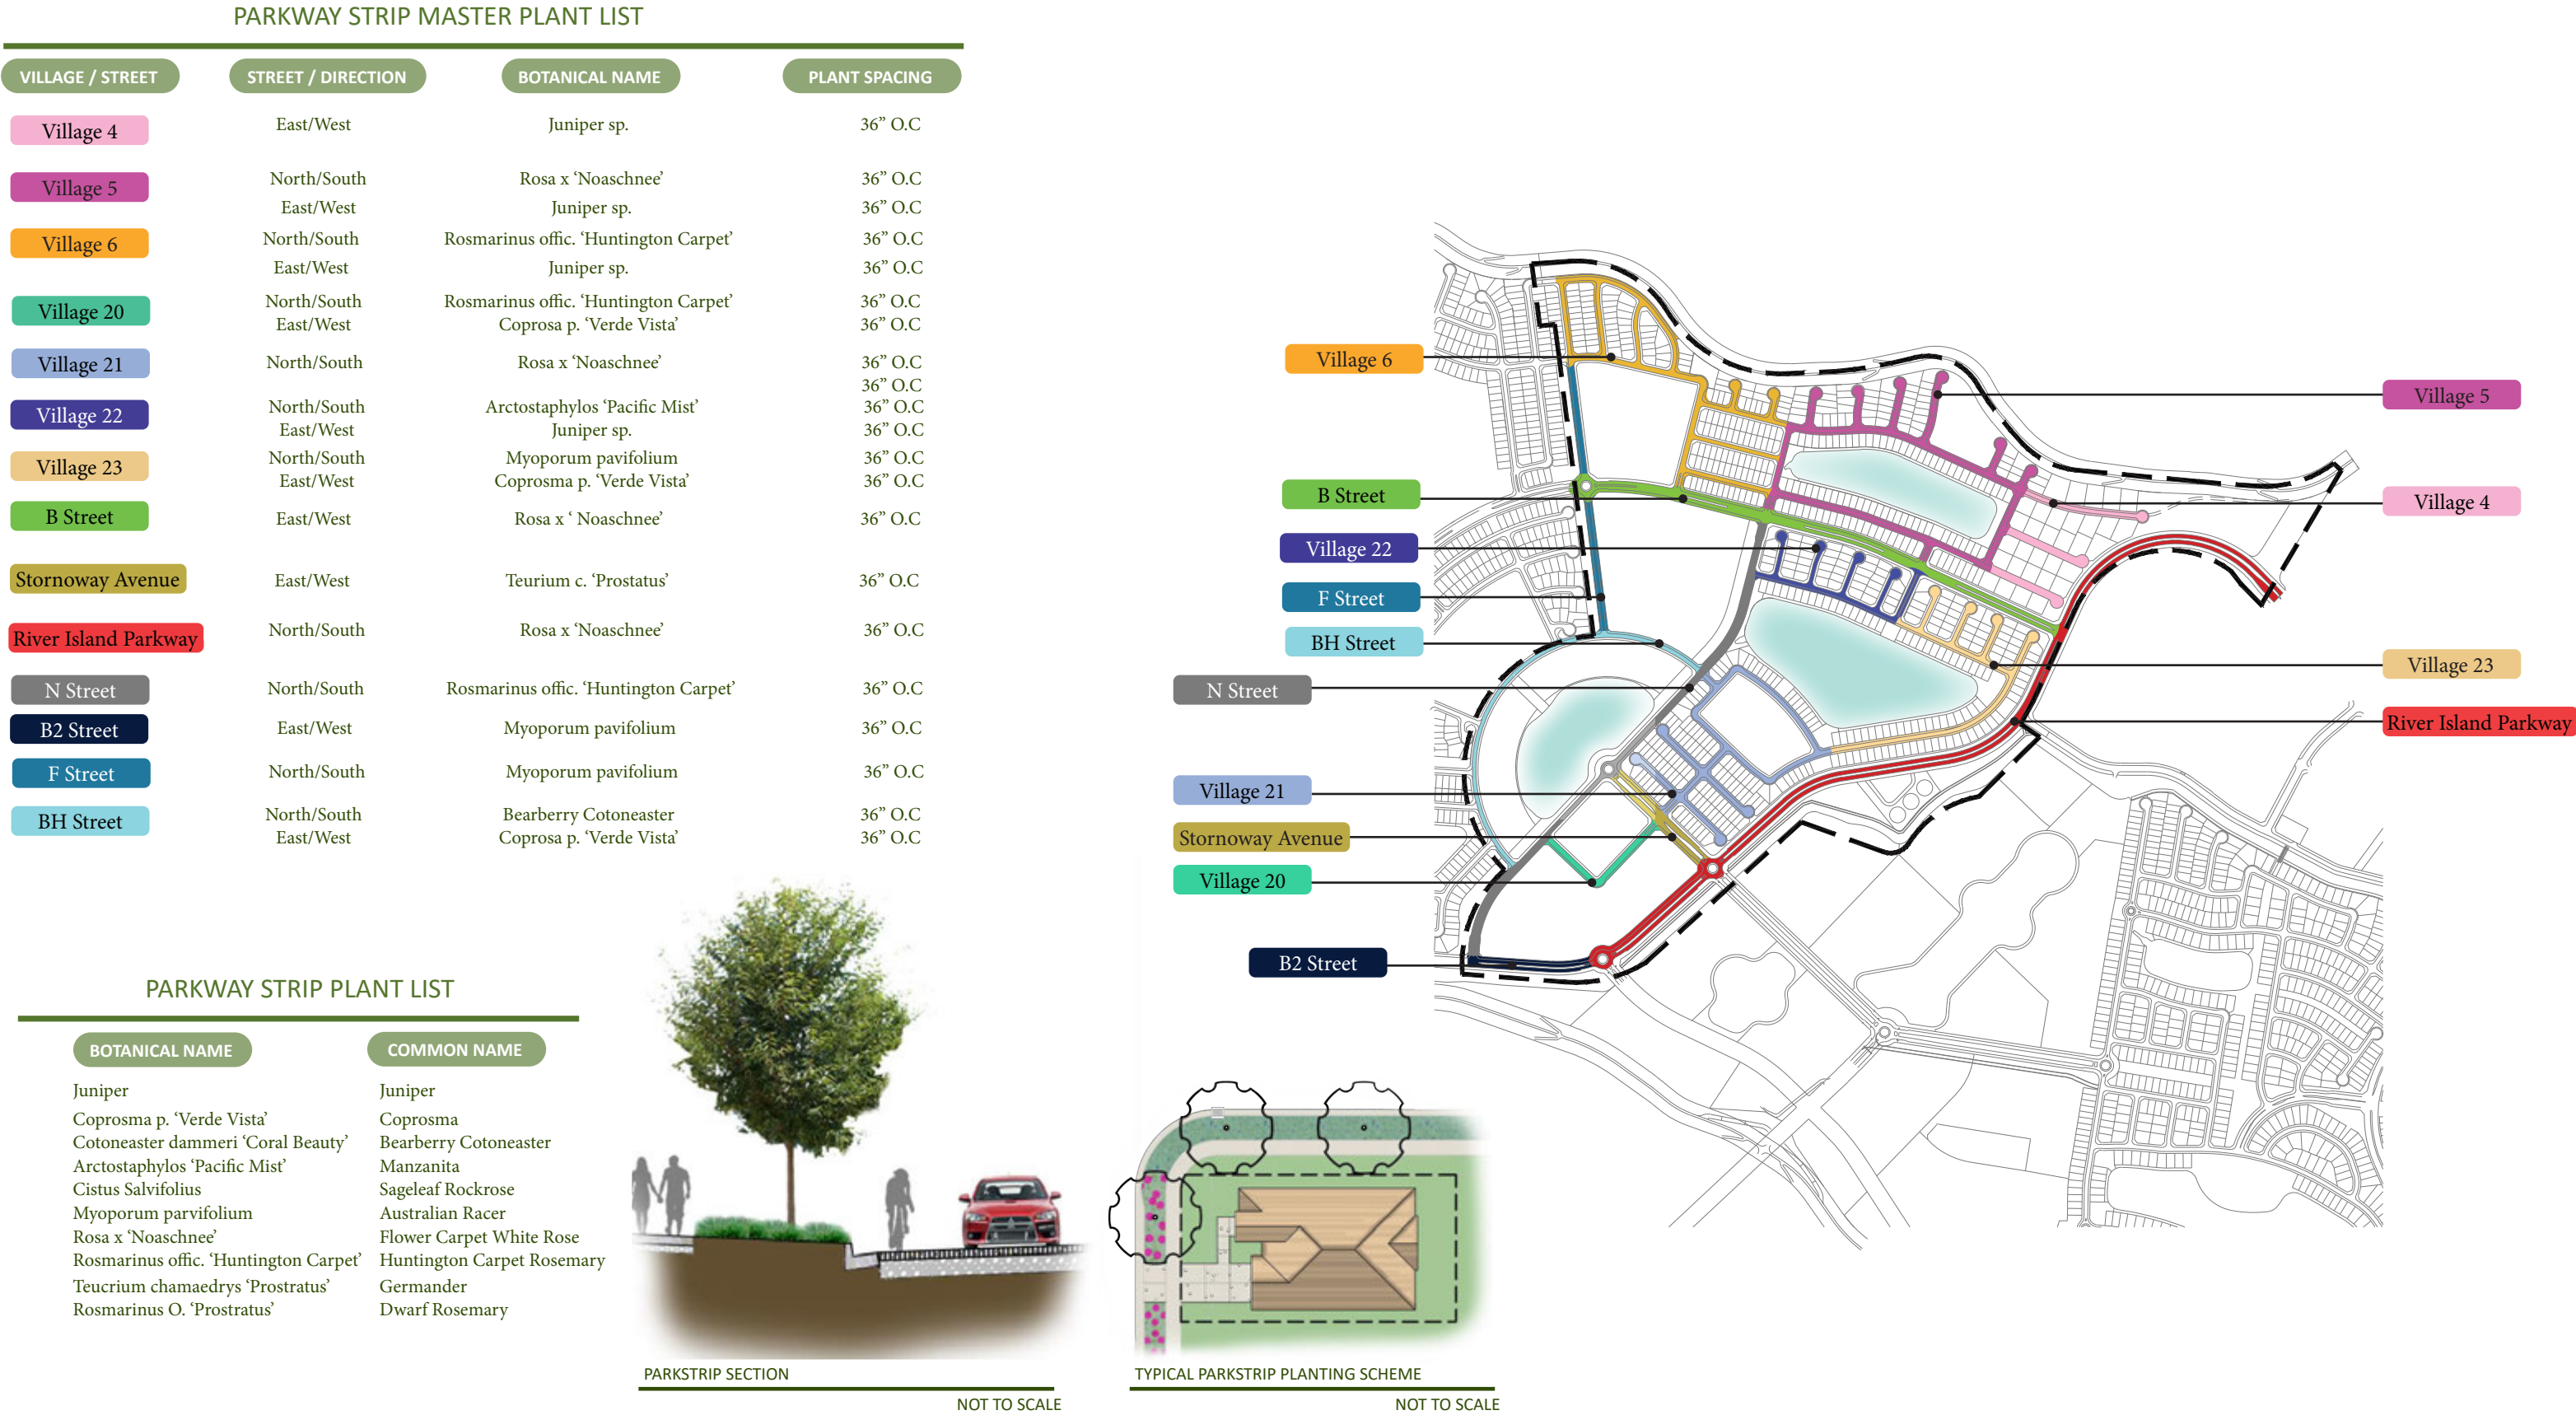 PARKWAY STRIP MASTER PLANT LIST
VILLAGE / STREET STREET / DIRECTION BOTANICAL NAME PLANT SPACING
Village 4 East/West Juniper sp. 36” O.C
Village 5 North/South Rosa x ‘Noaschnee’ 36” O.C
East/West Juniper sp. 36” O.C
Village 6 North/South Rosmarinus offic. ‘Huntington Carpet’ 36” O.C
East/West Juniper sp. 36” O.C
Village 20 North/South Rosmarinus offic. ‘Huntington Carpet’ 36” O.C
East/West Coprosa p. ‘Verde Vista’ 36” O.C
Village 21 North/South Rosa x ‘Noaschnee’ 36” O.C
36” O.C
Village 22 North/South Arctostaphylos ‘Pacific Mist’ 36” O.C
East/West Juniper sp. 36” O.C
Village 23 North/South Myoporum pavifolium 36” O.C
East/West Coprosma p. ‘Verde Vista’ 36” O.C
B Street East/West Rosa x ‘ Noaschnee’ 36” O.C
Stornoway Avenue East/West Teurium c. ‘Prostatus’ 36” O.C
River Island Parkway North/South Rosa x ‘Noaschnee’ 36” O.C
N Street North/South Rosmarinus offic. ‘Huntington Carpet’ 36” O.C
B2 Street East/West Myoporum pavifolium 36” O.C
F Street North/South Myoporum pavifolium 36” O.C
BH Street North/South Bearberry Cotoneaster 36” O.C
East/West Coprosa p. ‘Verde Vista’ 36” O.C
PARKWAY STRIP PLANT LIST
BOTANICAL NAME COMMON NAME
Juniper Juniper
Coprosma p. ‘Verde Vista’ Coprosma
Cotoneaster dammeri ‘Coral Beauty’ Bearberry Cotoneaster
Arctostaphylos ‘Pacific Mist’ Manzanita
Cistus Salvifolius Sageleaf Rockrose
Myoporum parvifolium Australian Racer
Rosa x ‘Noaschnee’ Flower Carpet White Rose
Rosmarinus offic. ‘Huntington Carpet’ Huntington Carpet Rosemary
Teucrium chamaedrys ‘Prostratus’ Germander
Rosmarinus O. ‘Prostratus’ Dwarf Rosemary
PARKSTRIP SECTION
NOT TO SCALE
TYPICAL PARKSTRIP PLANTING SCHEME
NOT TO SCALE
Village 6
B Street
Village 22
F Street
BH Street
N Street
Village 21
Stornoway Avenue
Village 20
B2 Street
Village 5
Village 4
Village 23
River Island Parkway